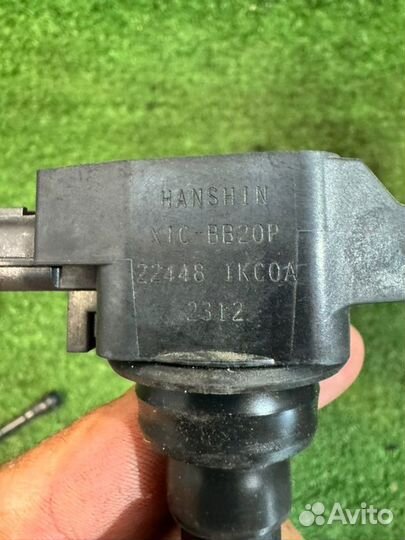 HANSHIN
AIC-BB20P
22448 1KC0A
2312
Avito